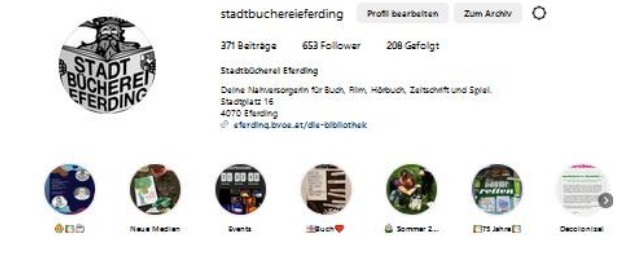 stadtbuchereieferding Profil bearbeiten Zum Archiv
371 Beiträge 653 Follower 208 Gefolgt
Stadtbücherei Eferding
Deine Nahversorgerin für Buch, Film, Hörbuch, Zeitschrift und Spiel.
Stadtplatz 16
4070 Eferding
eferding.bvoe.at/die-bibliothek
STADT
BÜCHEREI
EFERDING
retten
Neue Medien Events Buch Sommer 2... 75 Jahre Decolonize!